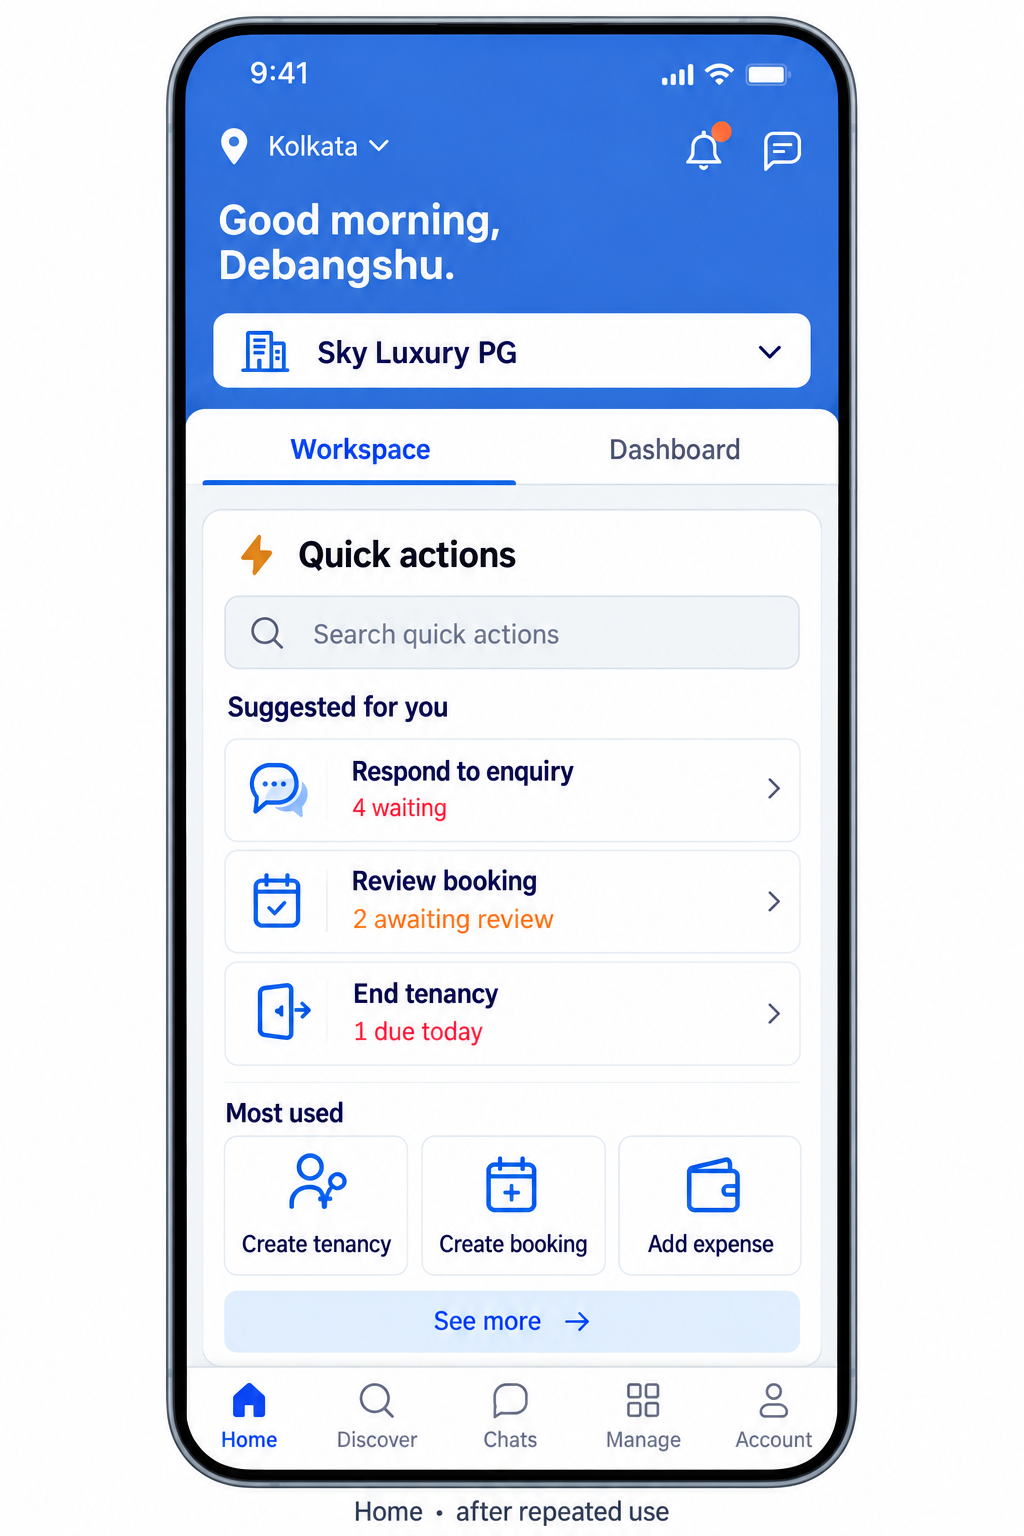 9:41
Kolkata
Good morning,
Debangshu.
Sky Luxury PG
Workspace
Dashboard
Quick actions
Search quick actions
Suggested for you
Respond to enquiry
4 waiting
Review booking
2 awaiting review
End tenancy
1 due today
Most used
Create tenancy
Create booking
Add expense
See more →
Home
Discover
Chats
Manage
Account
Home • after repeated use